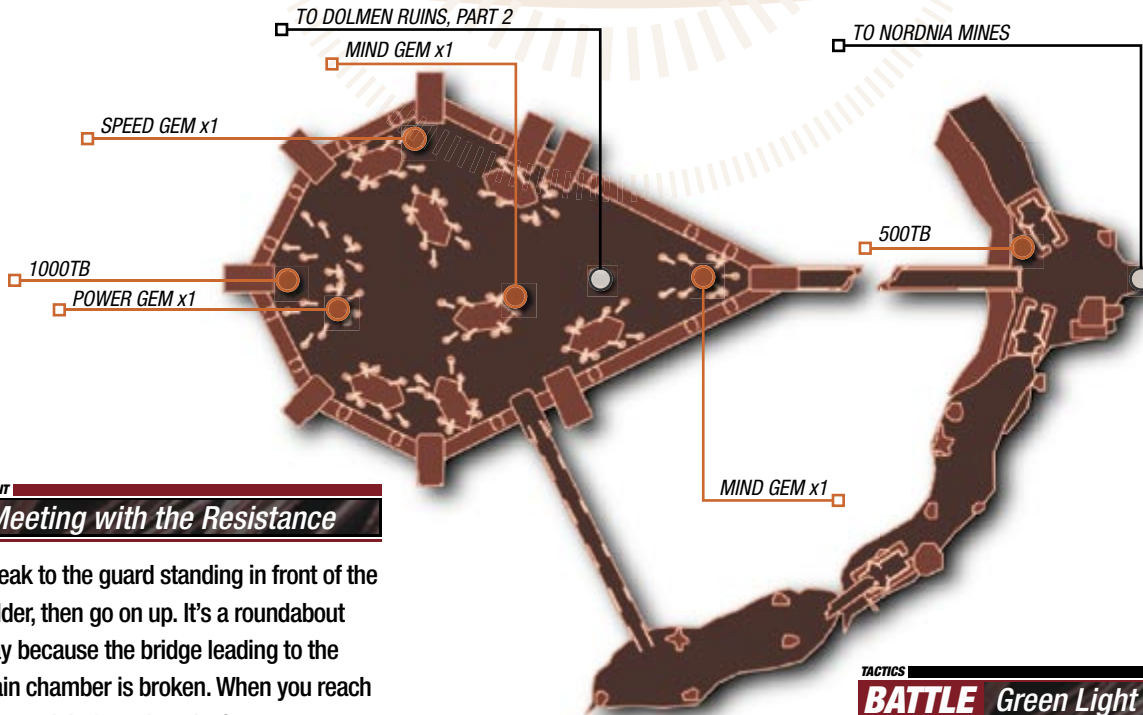 TO DOLMEN RUINS, PART 2
MIND GEM x1
TO NORDNIA MINES
SPEED GEM x1
500TB
1000TB
POWER GEM x1
MIND GEM x1
Meeting with the Resistance
eak to the guard standing in front of the
lder, then go on up. It's a roundabout
y because the bridge leading to the
ain chamber is broken. When you reach
TACTICS
BATTLE Green Light